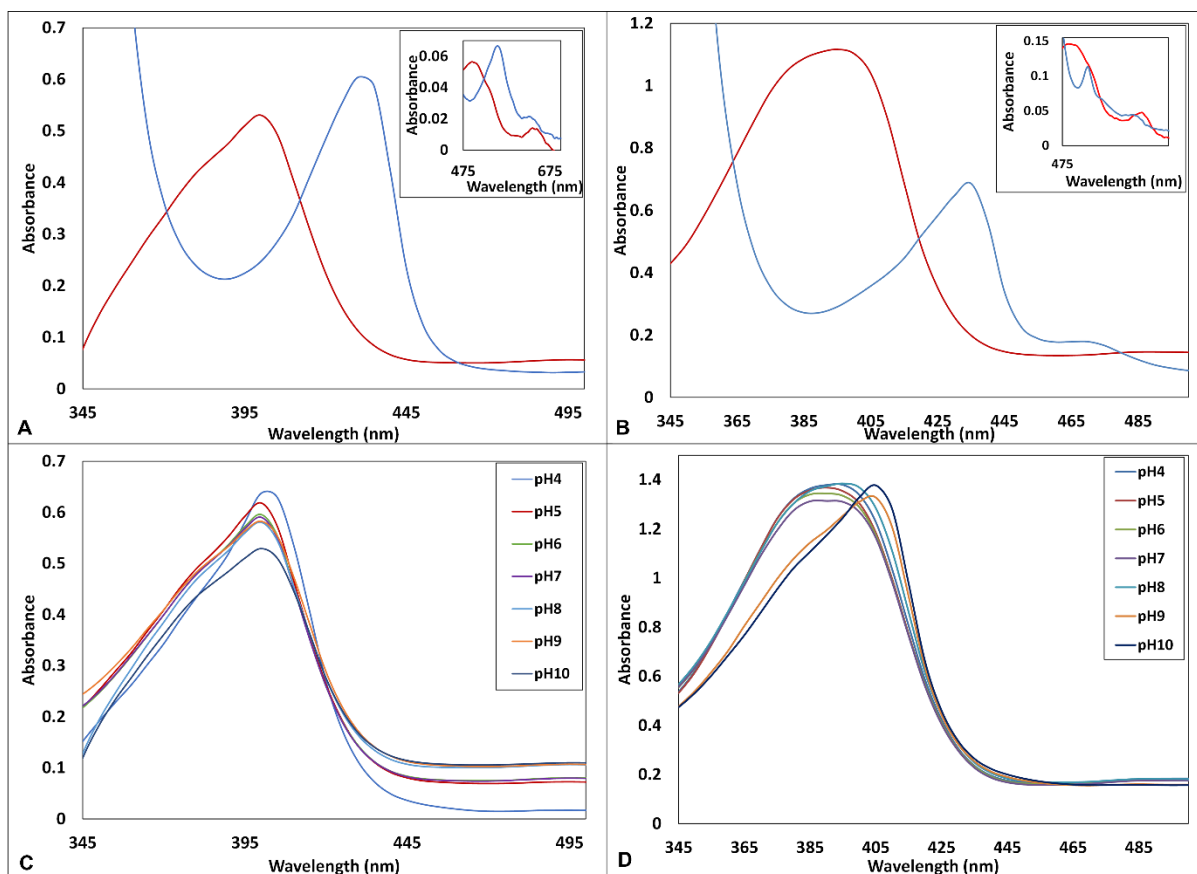 0.7
0.6
0.5
0.4
0.3
0.2
0.1
0
Absorbance
345
395
445
495
Wavelength (nm)
A
0.06
0.04
0.02
0
Absorbance
475
675
Wavelength (nm)
1.2
1
0.8
0.6
0.4
0.2
0
Absorbance
345
365
385
405
425
445
465
485
Wavelength (nm)
B
0.15
0.1
0.05
0
Absorbance
475
Wavelength (nm)
0.7
0.6
0.5
0.4
0.3
0.2
0.1
0
Absorbance
345
395
445
495
Wavelength (nm)
C
pH4
pH5
pH6
pH7
pH8
pH9
pH10
1.4
1.2
1
0.8
0.6
0.4
0.2
0
Absorbance
345
365
385
405
425
445
465
485
Wavelength (nm)
D
pH4
pH5
pH6
pH7
pH8
pH9
pH10